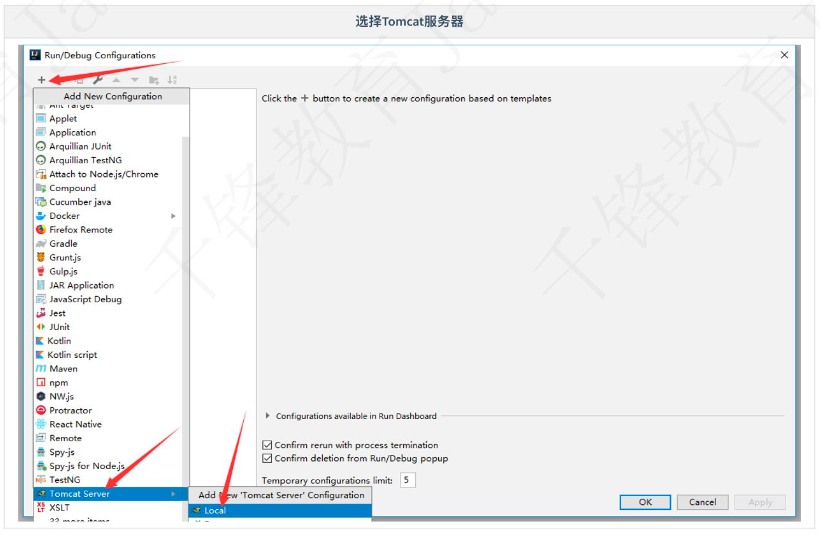 选择Tomcat服务器
Run/Debug Configurations
Add New Configuration
Click the + button to create a new configuration based on templates
Ant Target
Applet
Application
Arquillian JUnit
Arquillian TestNG
Attach to Node.js/Chrome
Compound
Cucumber java
Docker
Firefox Remote
Gradle
Grunt.js
Gulp.js
JAR Application
JavaScript Debug
Jest
JUnit
Kotlin
Kotlin script
Maven
npm
NW.js
Protractor
React Native
Remote
Spy-js
Spy-js for Node.js
TestNG
Tomcat Server
XSLT
33 more items
Configurations available in Run Dashboard
Confirm rerun with process termination
Confirm deletion from Run/Debug popup
Temporary configurations limit: 5
Add New 'Tomcat Server' Configuration
Local
OK Cancel Apply
千锋教育
千锋教育Ja